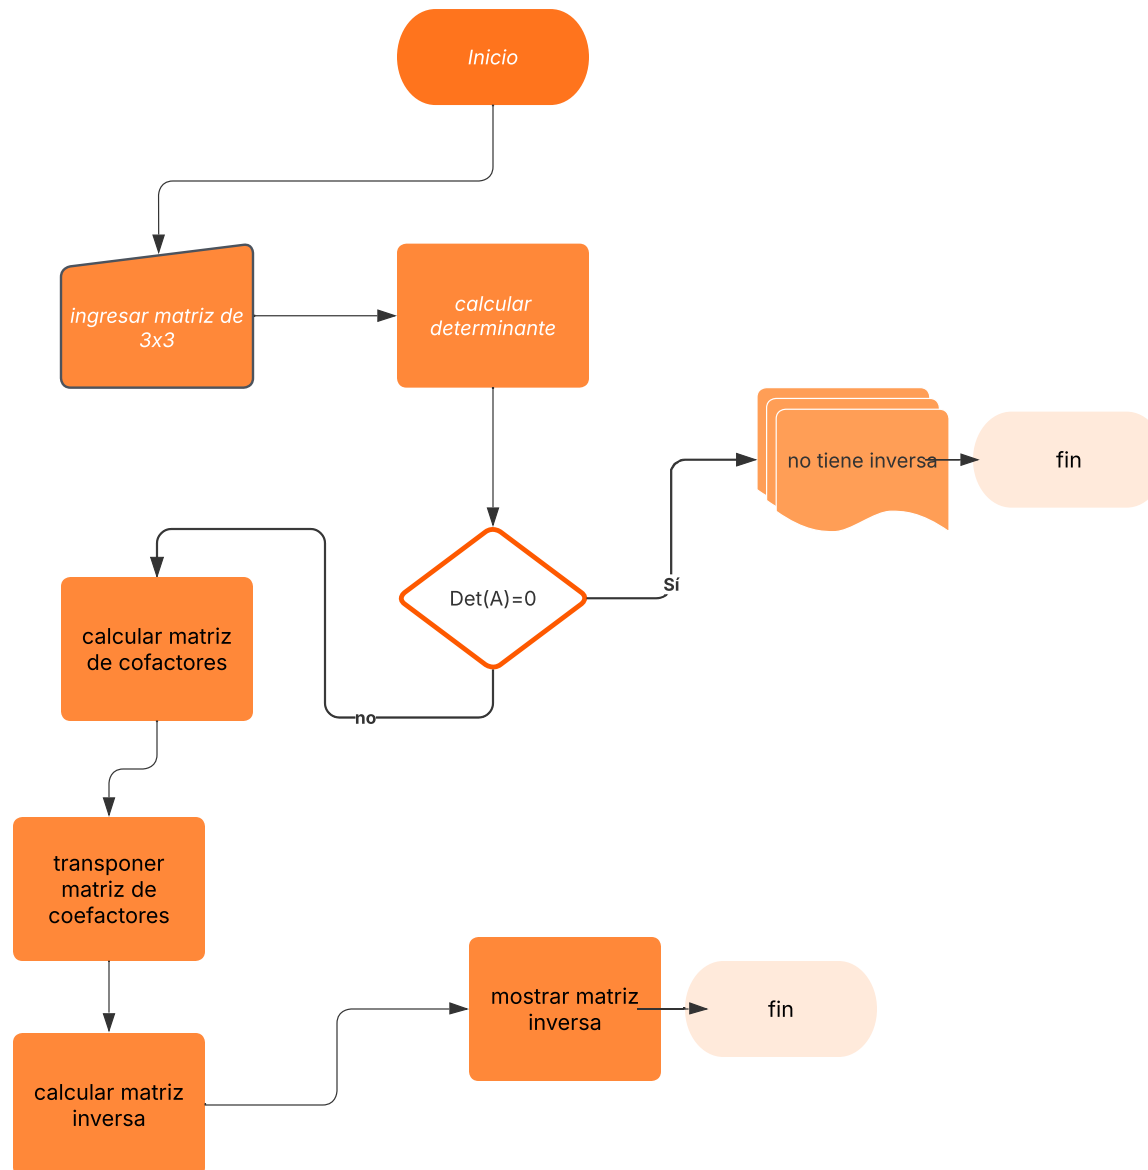 Inicio
ingresar matriz de
3x3
calcular
determinante
no tiene inversa
fin
Det(A)=0
Sí
no
calcular matriz
de cofactores
transponer
matriz de
coefactores
calcular matriz
inversa
mostrar matriz
inversa
fin